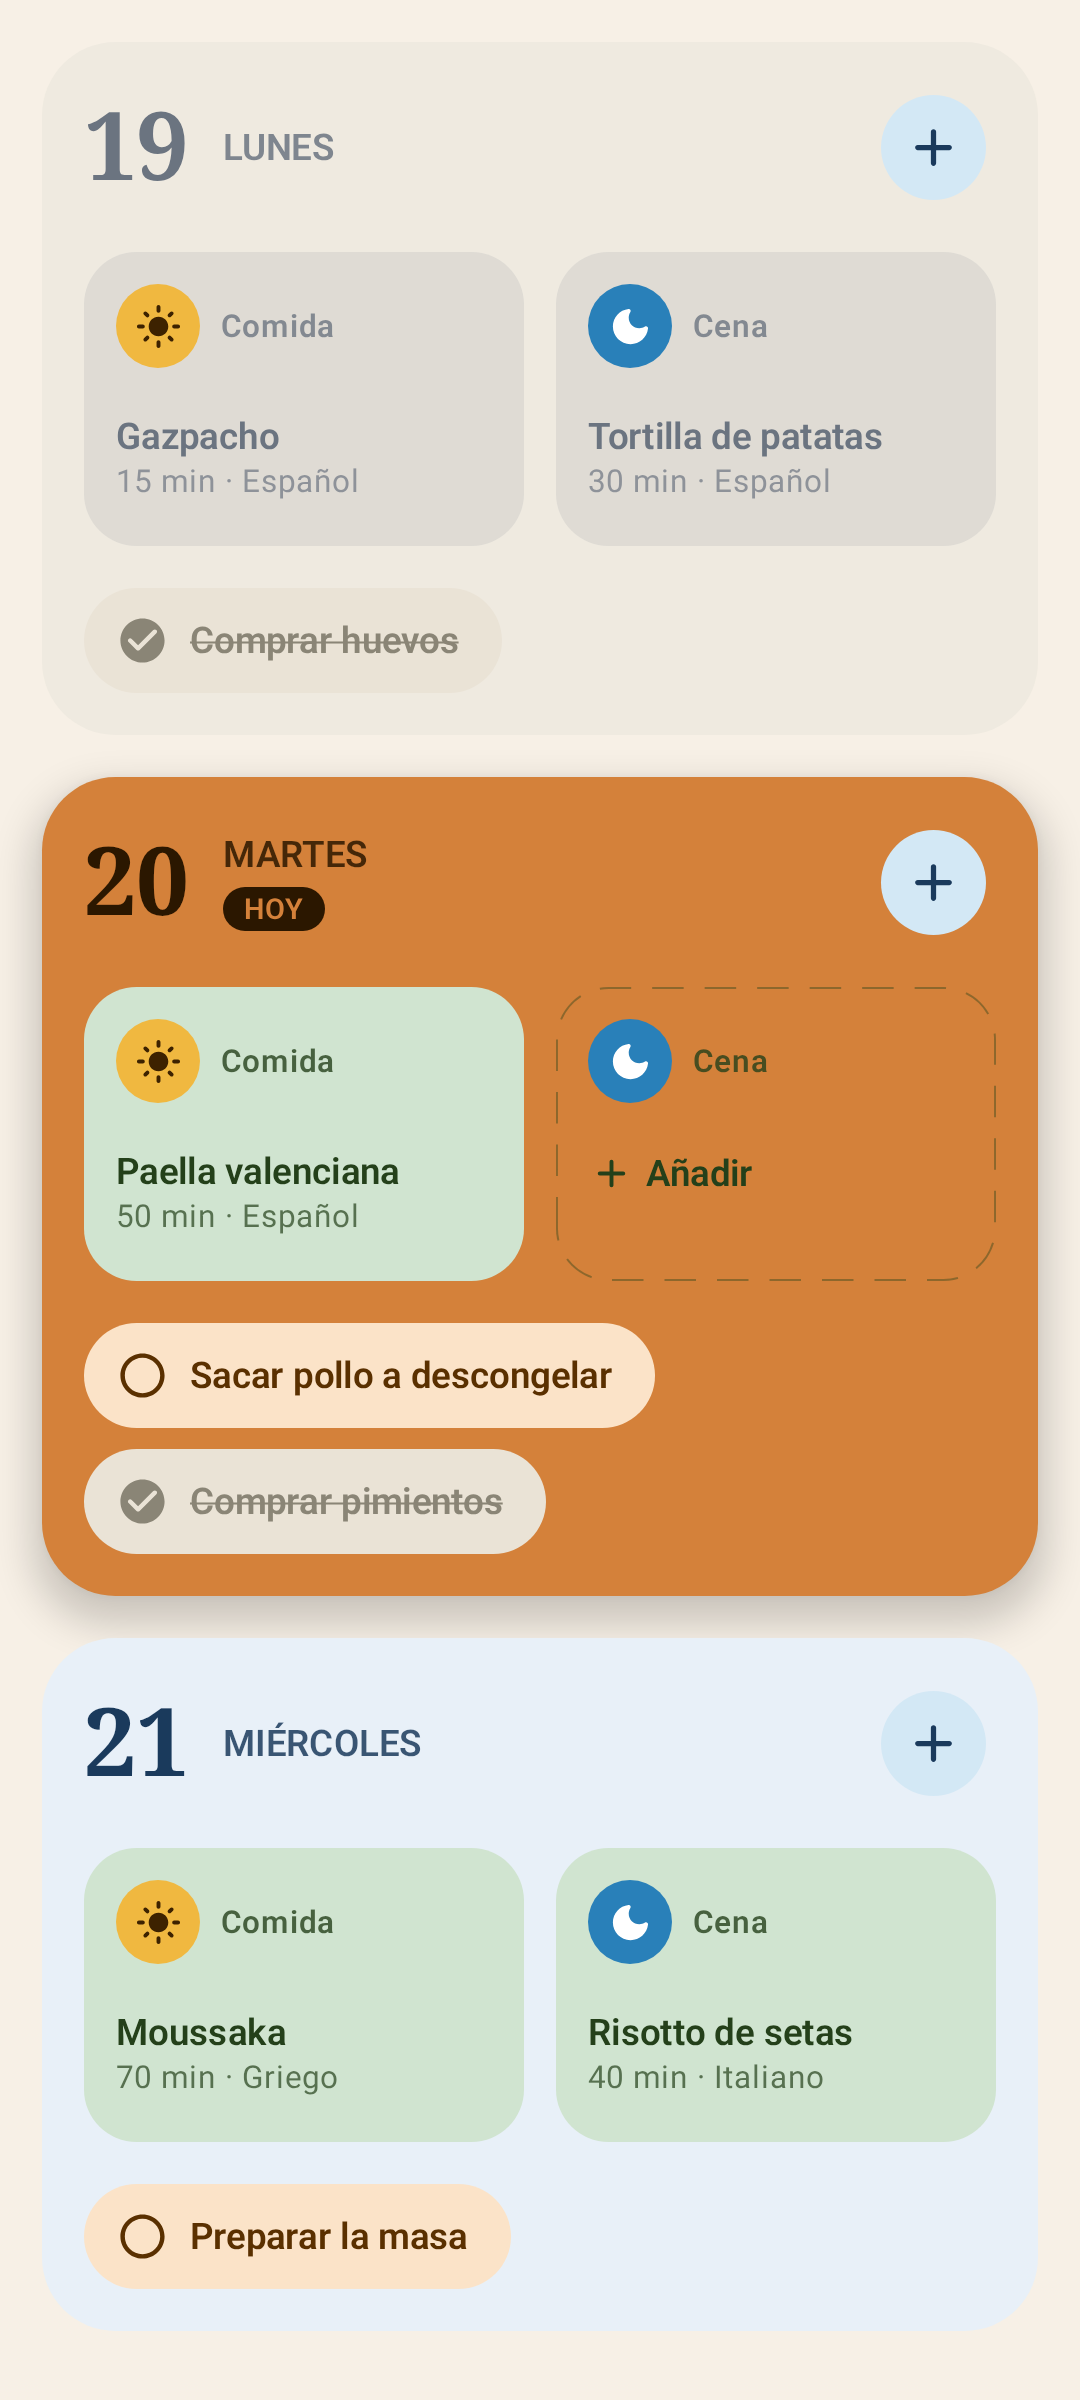 19
LUNES
Comida
Cena
Gazpacho
15 min · Español
Tortilla de patatas
30 min · Español
Comprar huevos
20
MARTES
HOY
Comida
Cena
Paella valenciana
50 min · Español
Añadir
Sacar pollo a descongelar
Comprar pimientos
21
MIÉRCOLES
Comida
Cena
Moussaka
70 min · Griego
Risotto de setas
40 min · Italiano
Preparar la masa